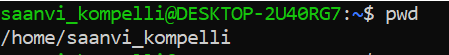 saanvi_kompelli@DESKTOP-2U40RG7:~$ pwd
/home/saanvi_kompelli